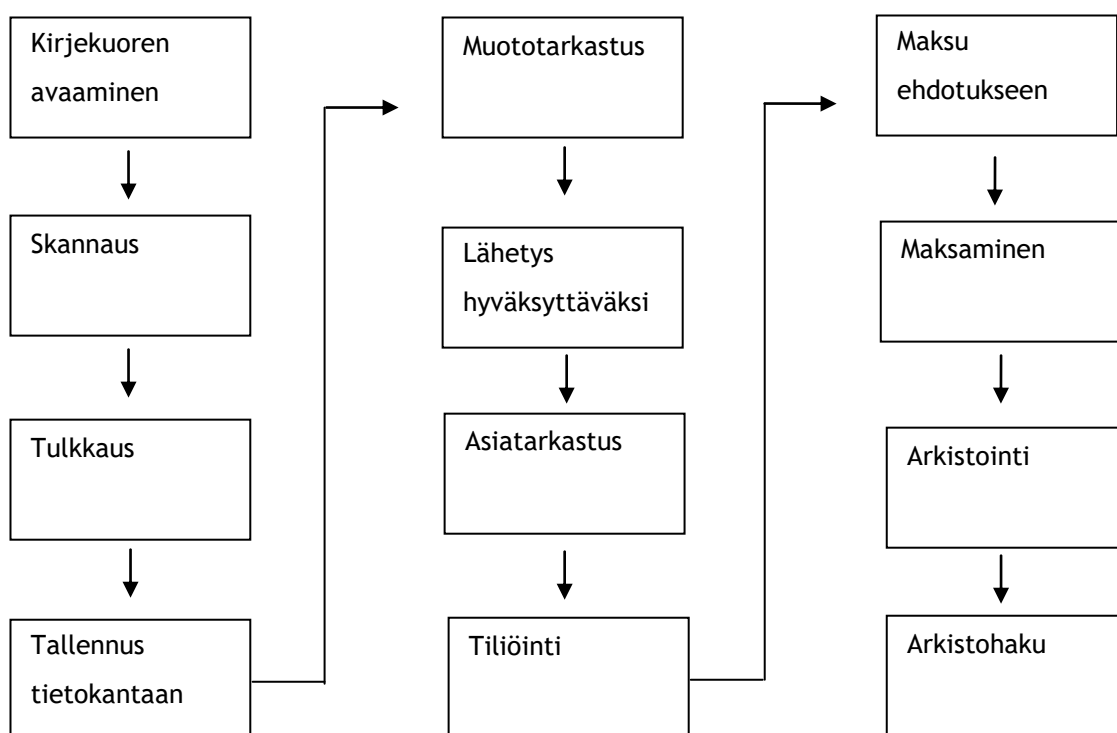 Kirjekuoren
avaaminen
Skannaus
Tulkkaus
Tallennus
tietokantaan
Muototarkastus
Lähetys
hyväksyttäväksi
Asiatarkastus
Tiliöinti
Maksu
ehdotukseen
Maksaminen
Arkistointi
Arkistohaku